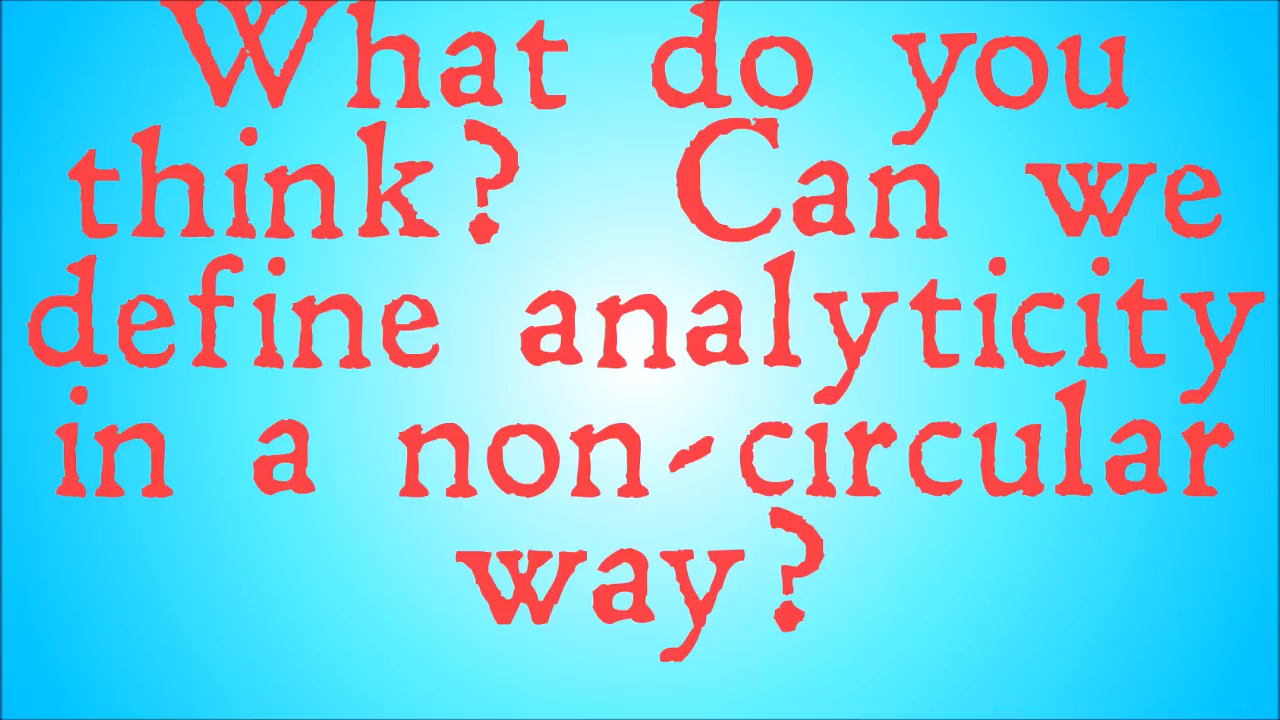 What do you
think? Can we
define analyticity
in a non-circular
way?